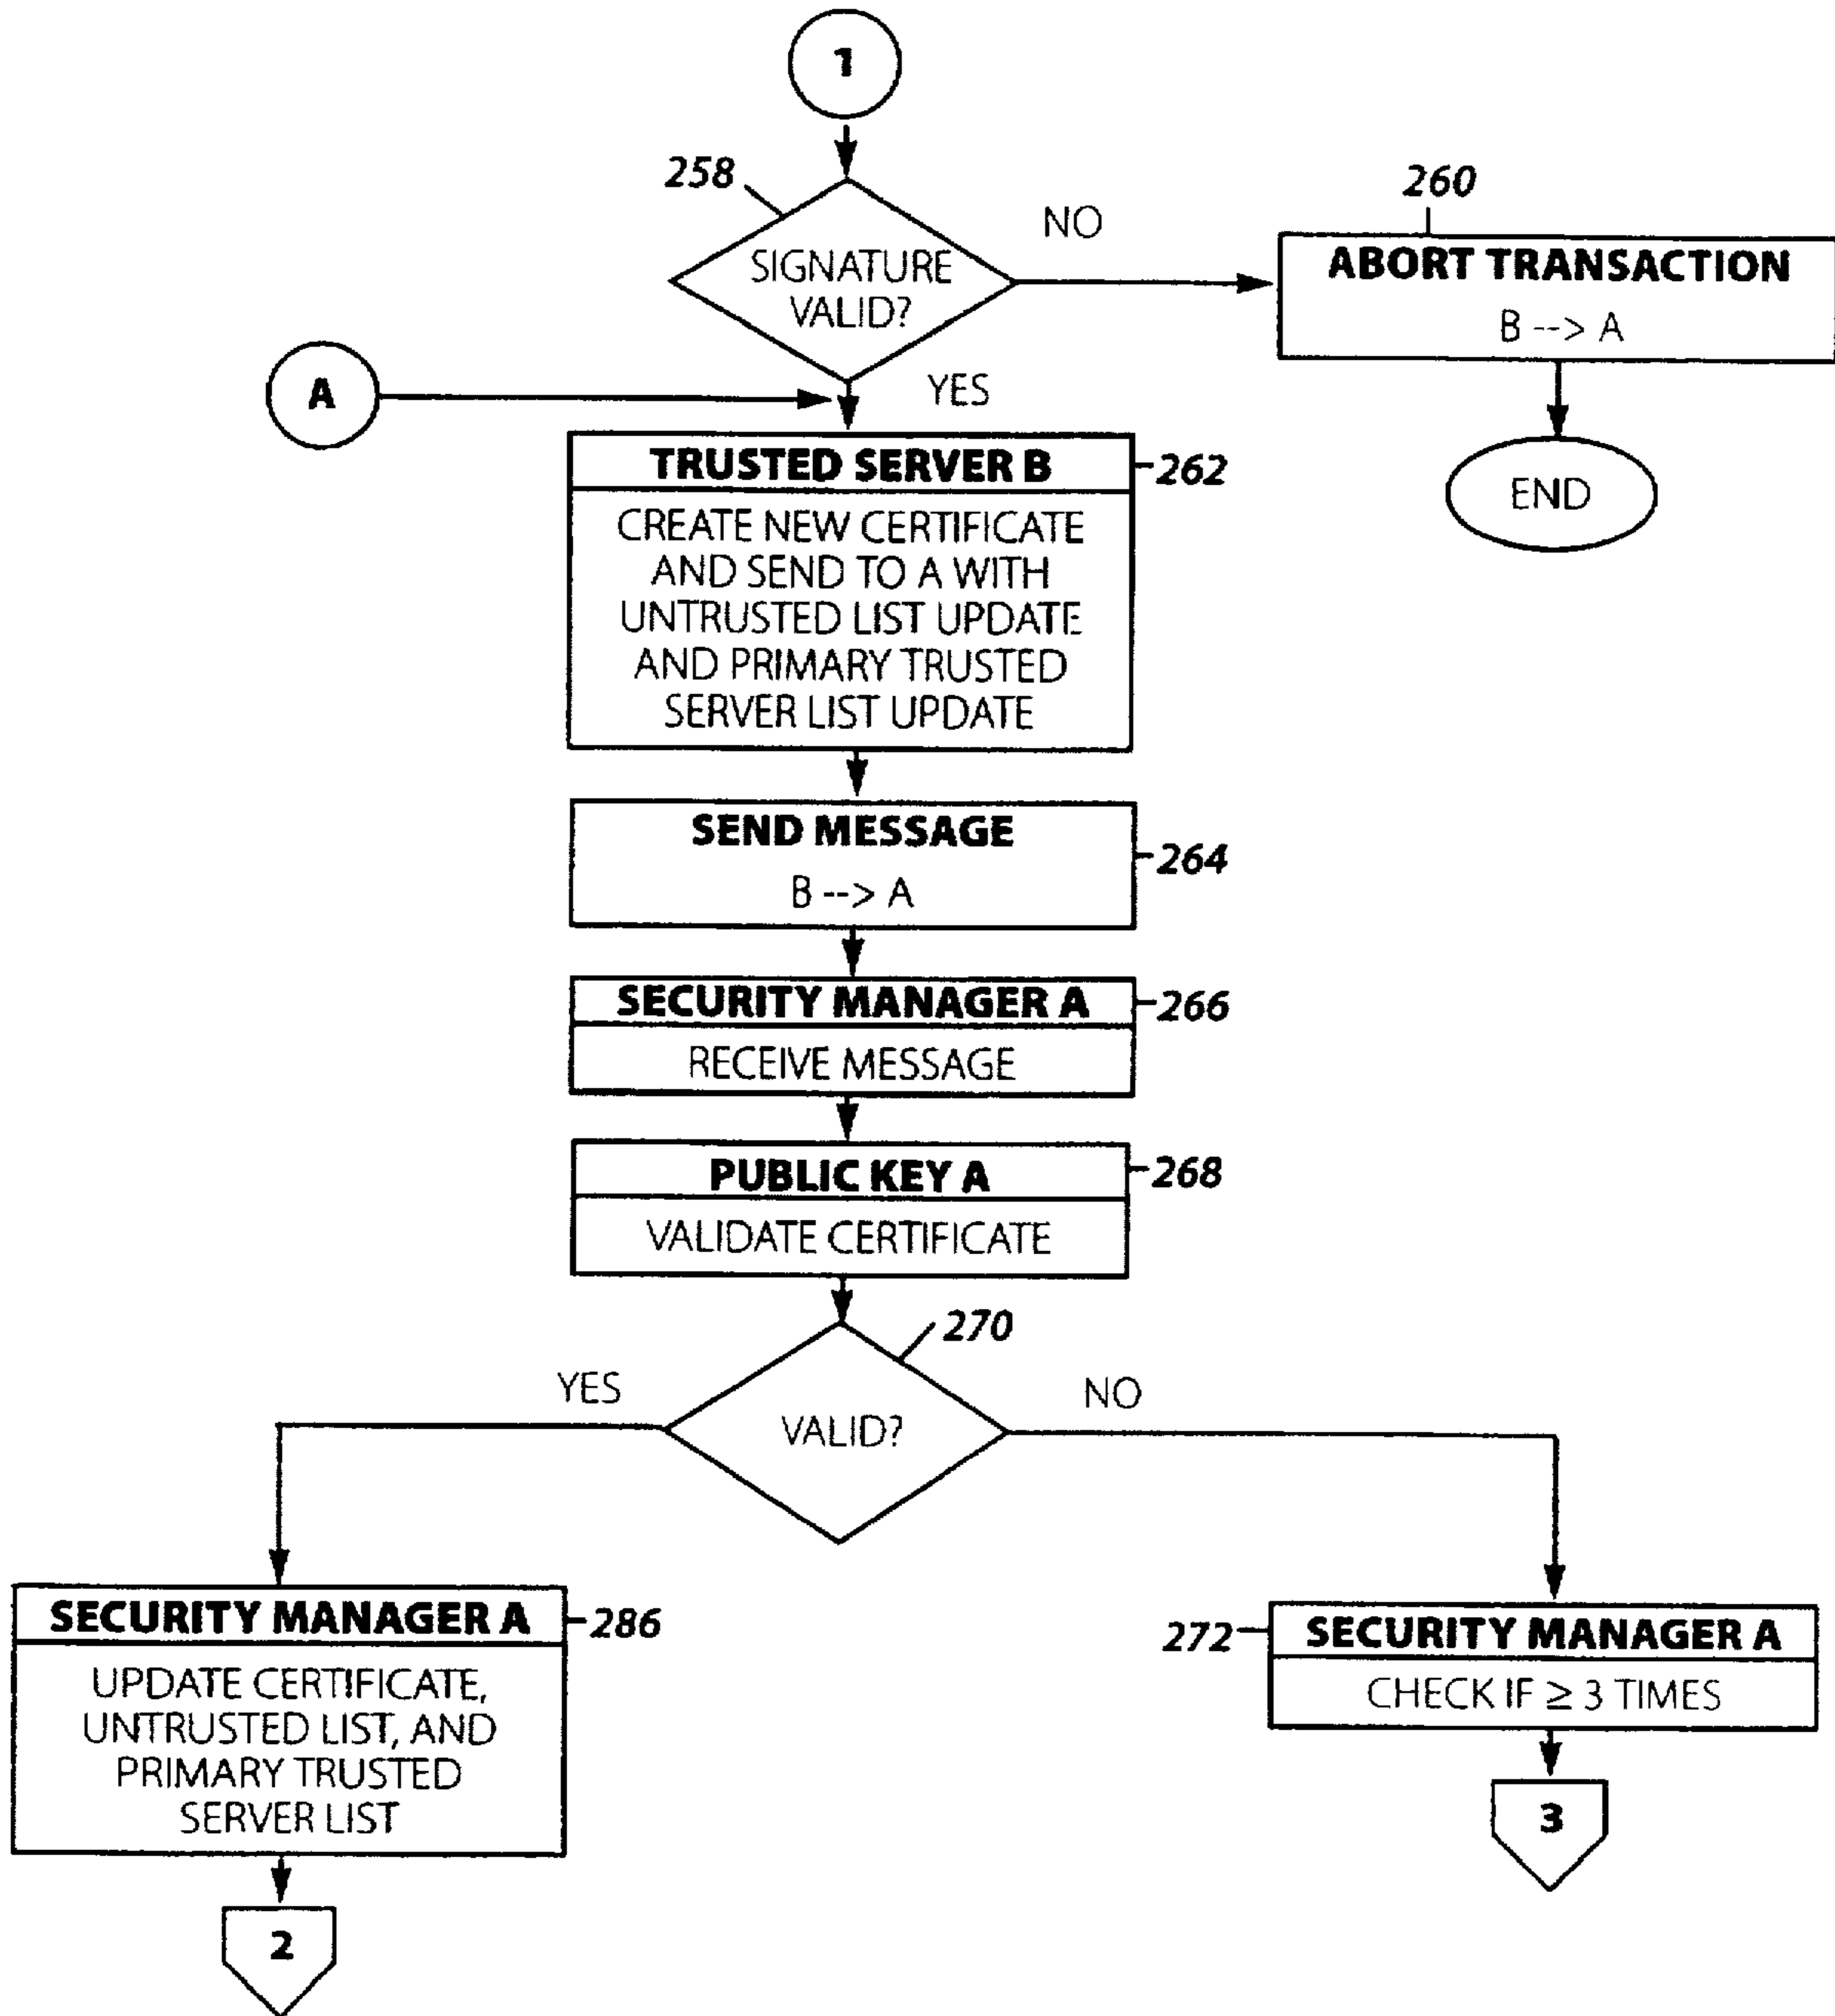 1
258
SIGNATURE
VALID?
NO
260
ABORT TRANSACTION
B --> A
A
YES
END
TRUSTED SERVER B
262
CREATE NEW CERTIFICATE
AND SEND TO A WITH
UNTRUSTED LIST UPDATE
AND PRIMARY TRUSTED
SERVER LIST UPDATE
SEND MESSAGE
B --> A
264
SECURITY MANAGER A
266
RECEIVE MESSAGE
PUBLIC KEY A
268
VALIDATE CERTIFICATE
270
YES
VALID?
NO
SECURITY MANAGER A
286
UPDATE CERTIFICATE,
UNTRUSTED LIST, AND
PRIMARY TRUSTED
SERVER LIST
2
272
SECURITY MANAGER A
CHECK IF ≥ 3 TIMES
3